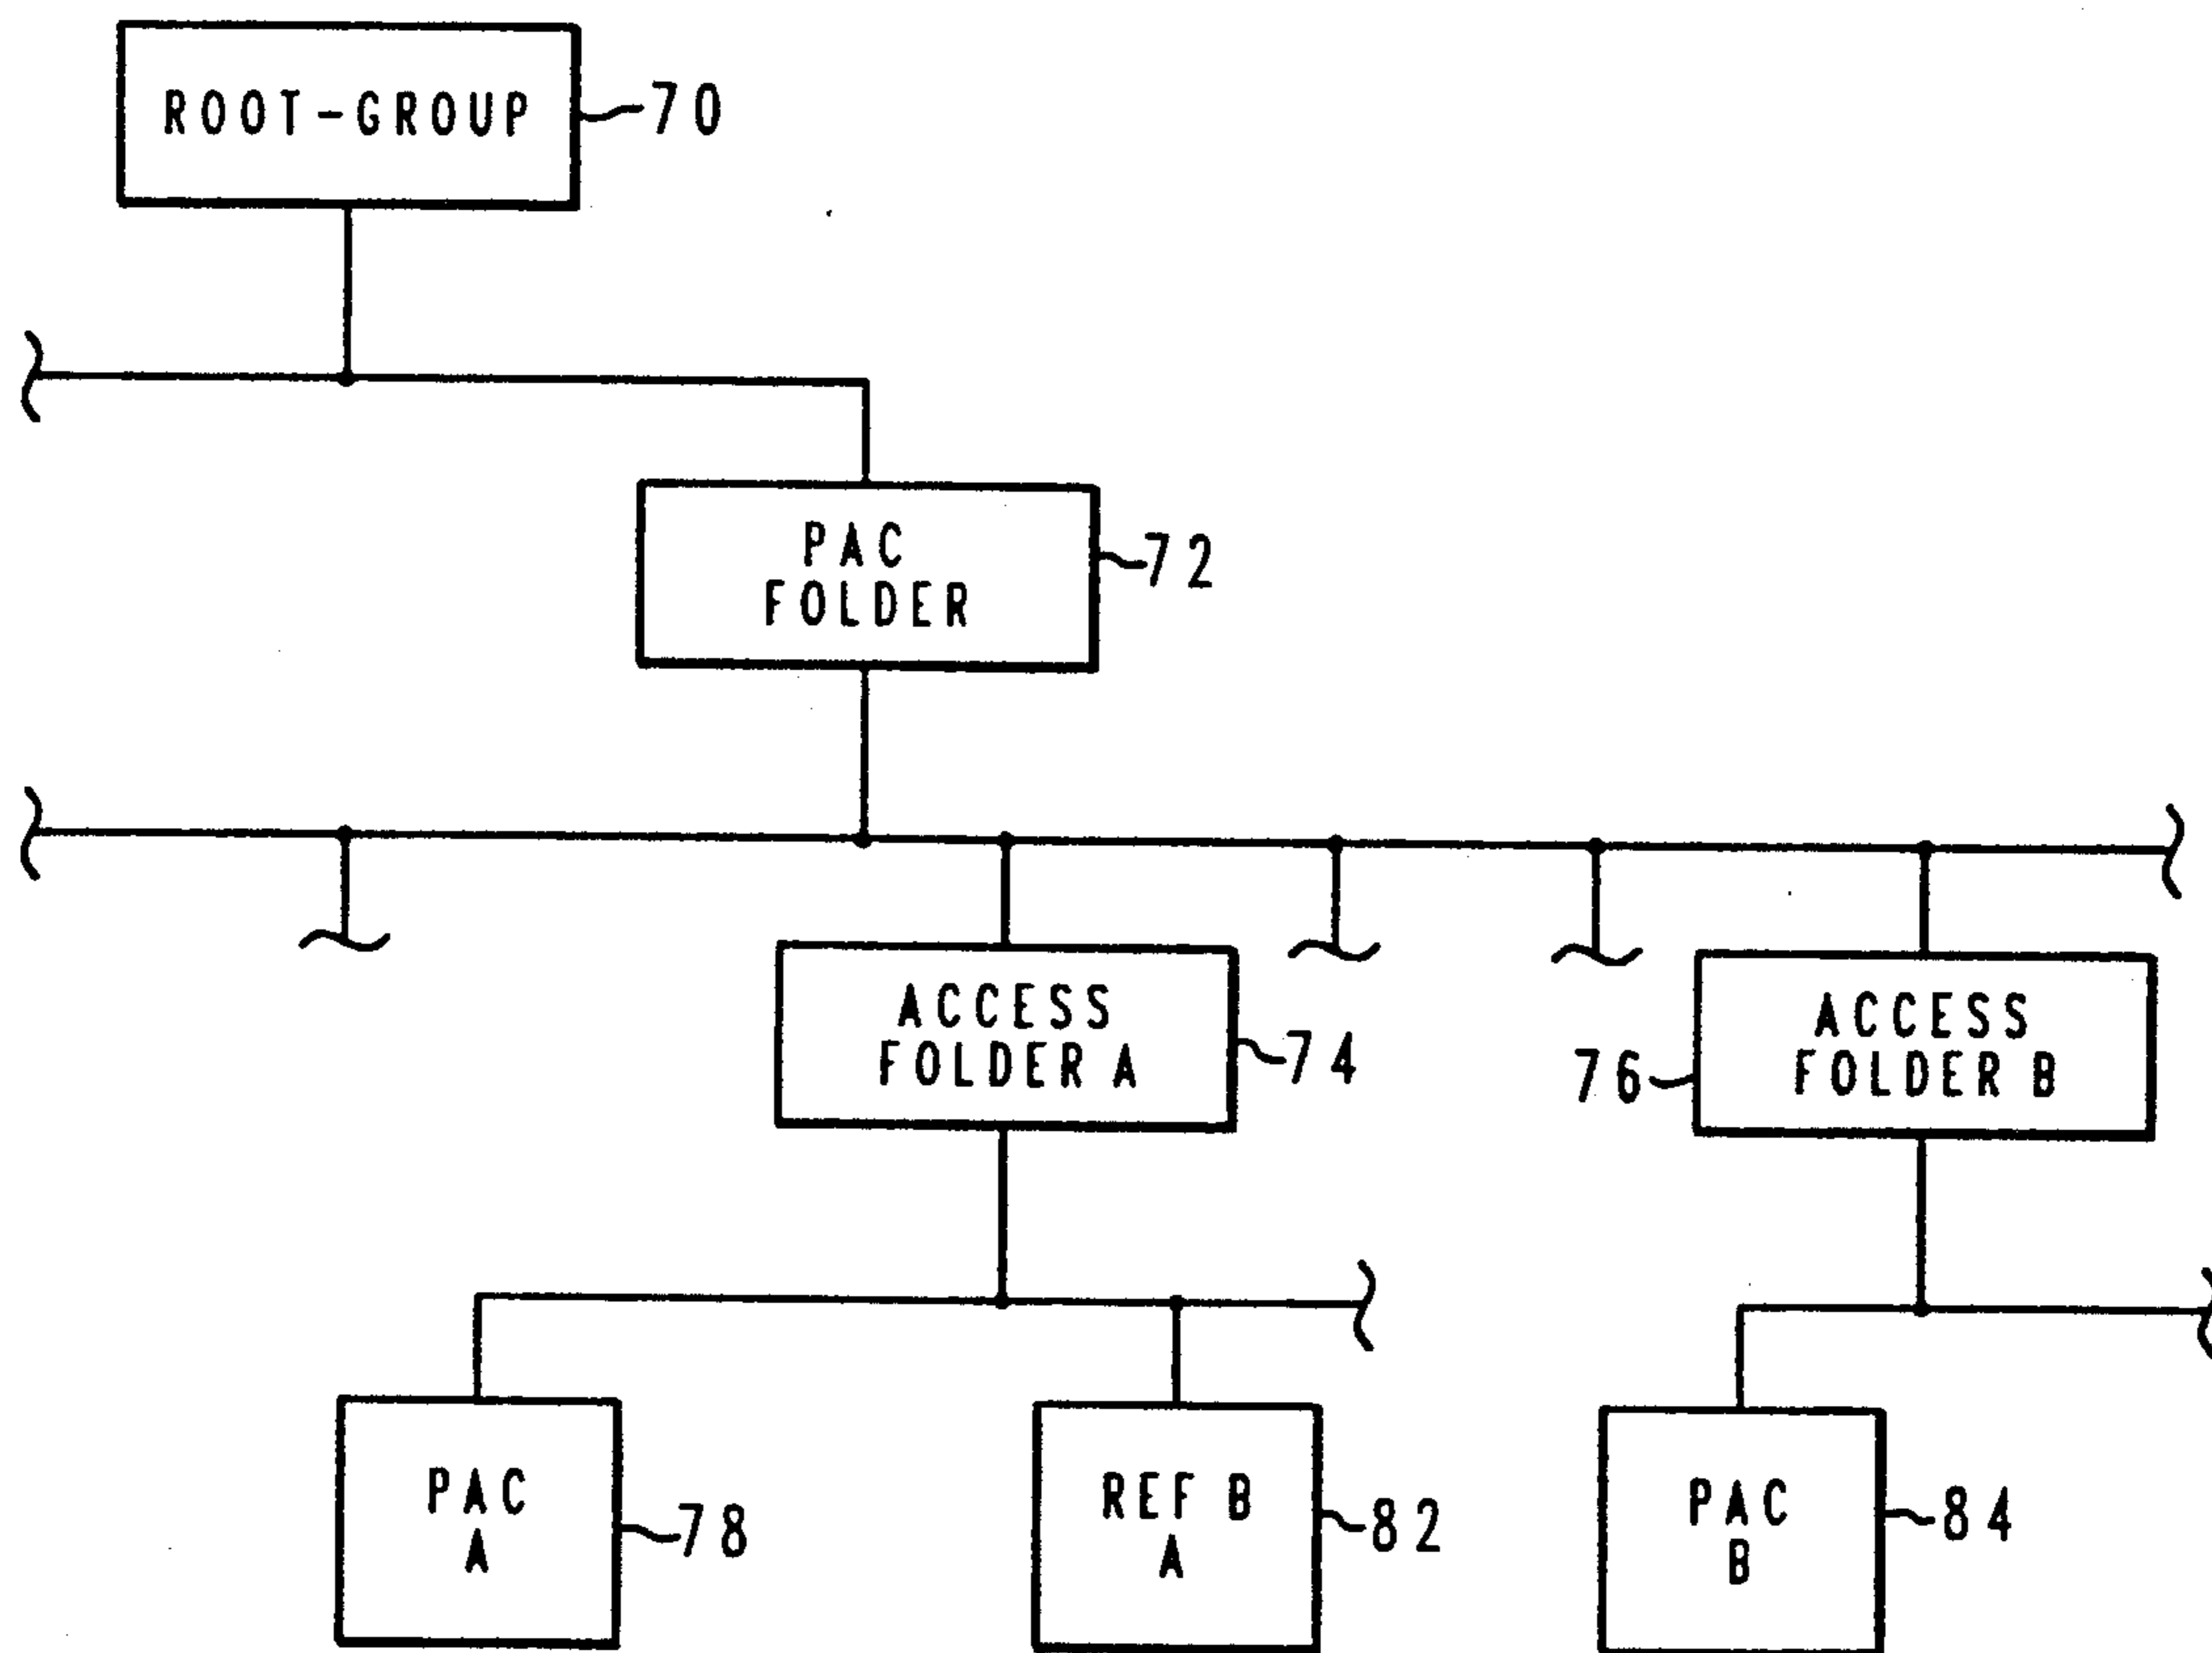 ROOT-GROUP
70
PAC
FOLDER
72
ACCESS
FOLDER A
74
ACCESS
FOLDER B
76
PAC
A
78
REF B
A
82
PAC
B
84